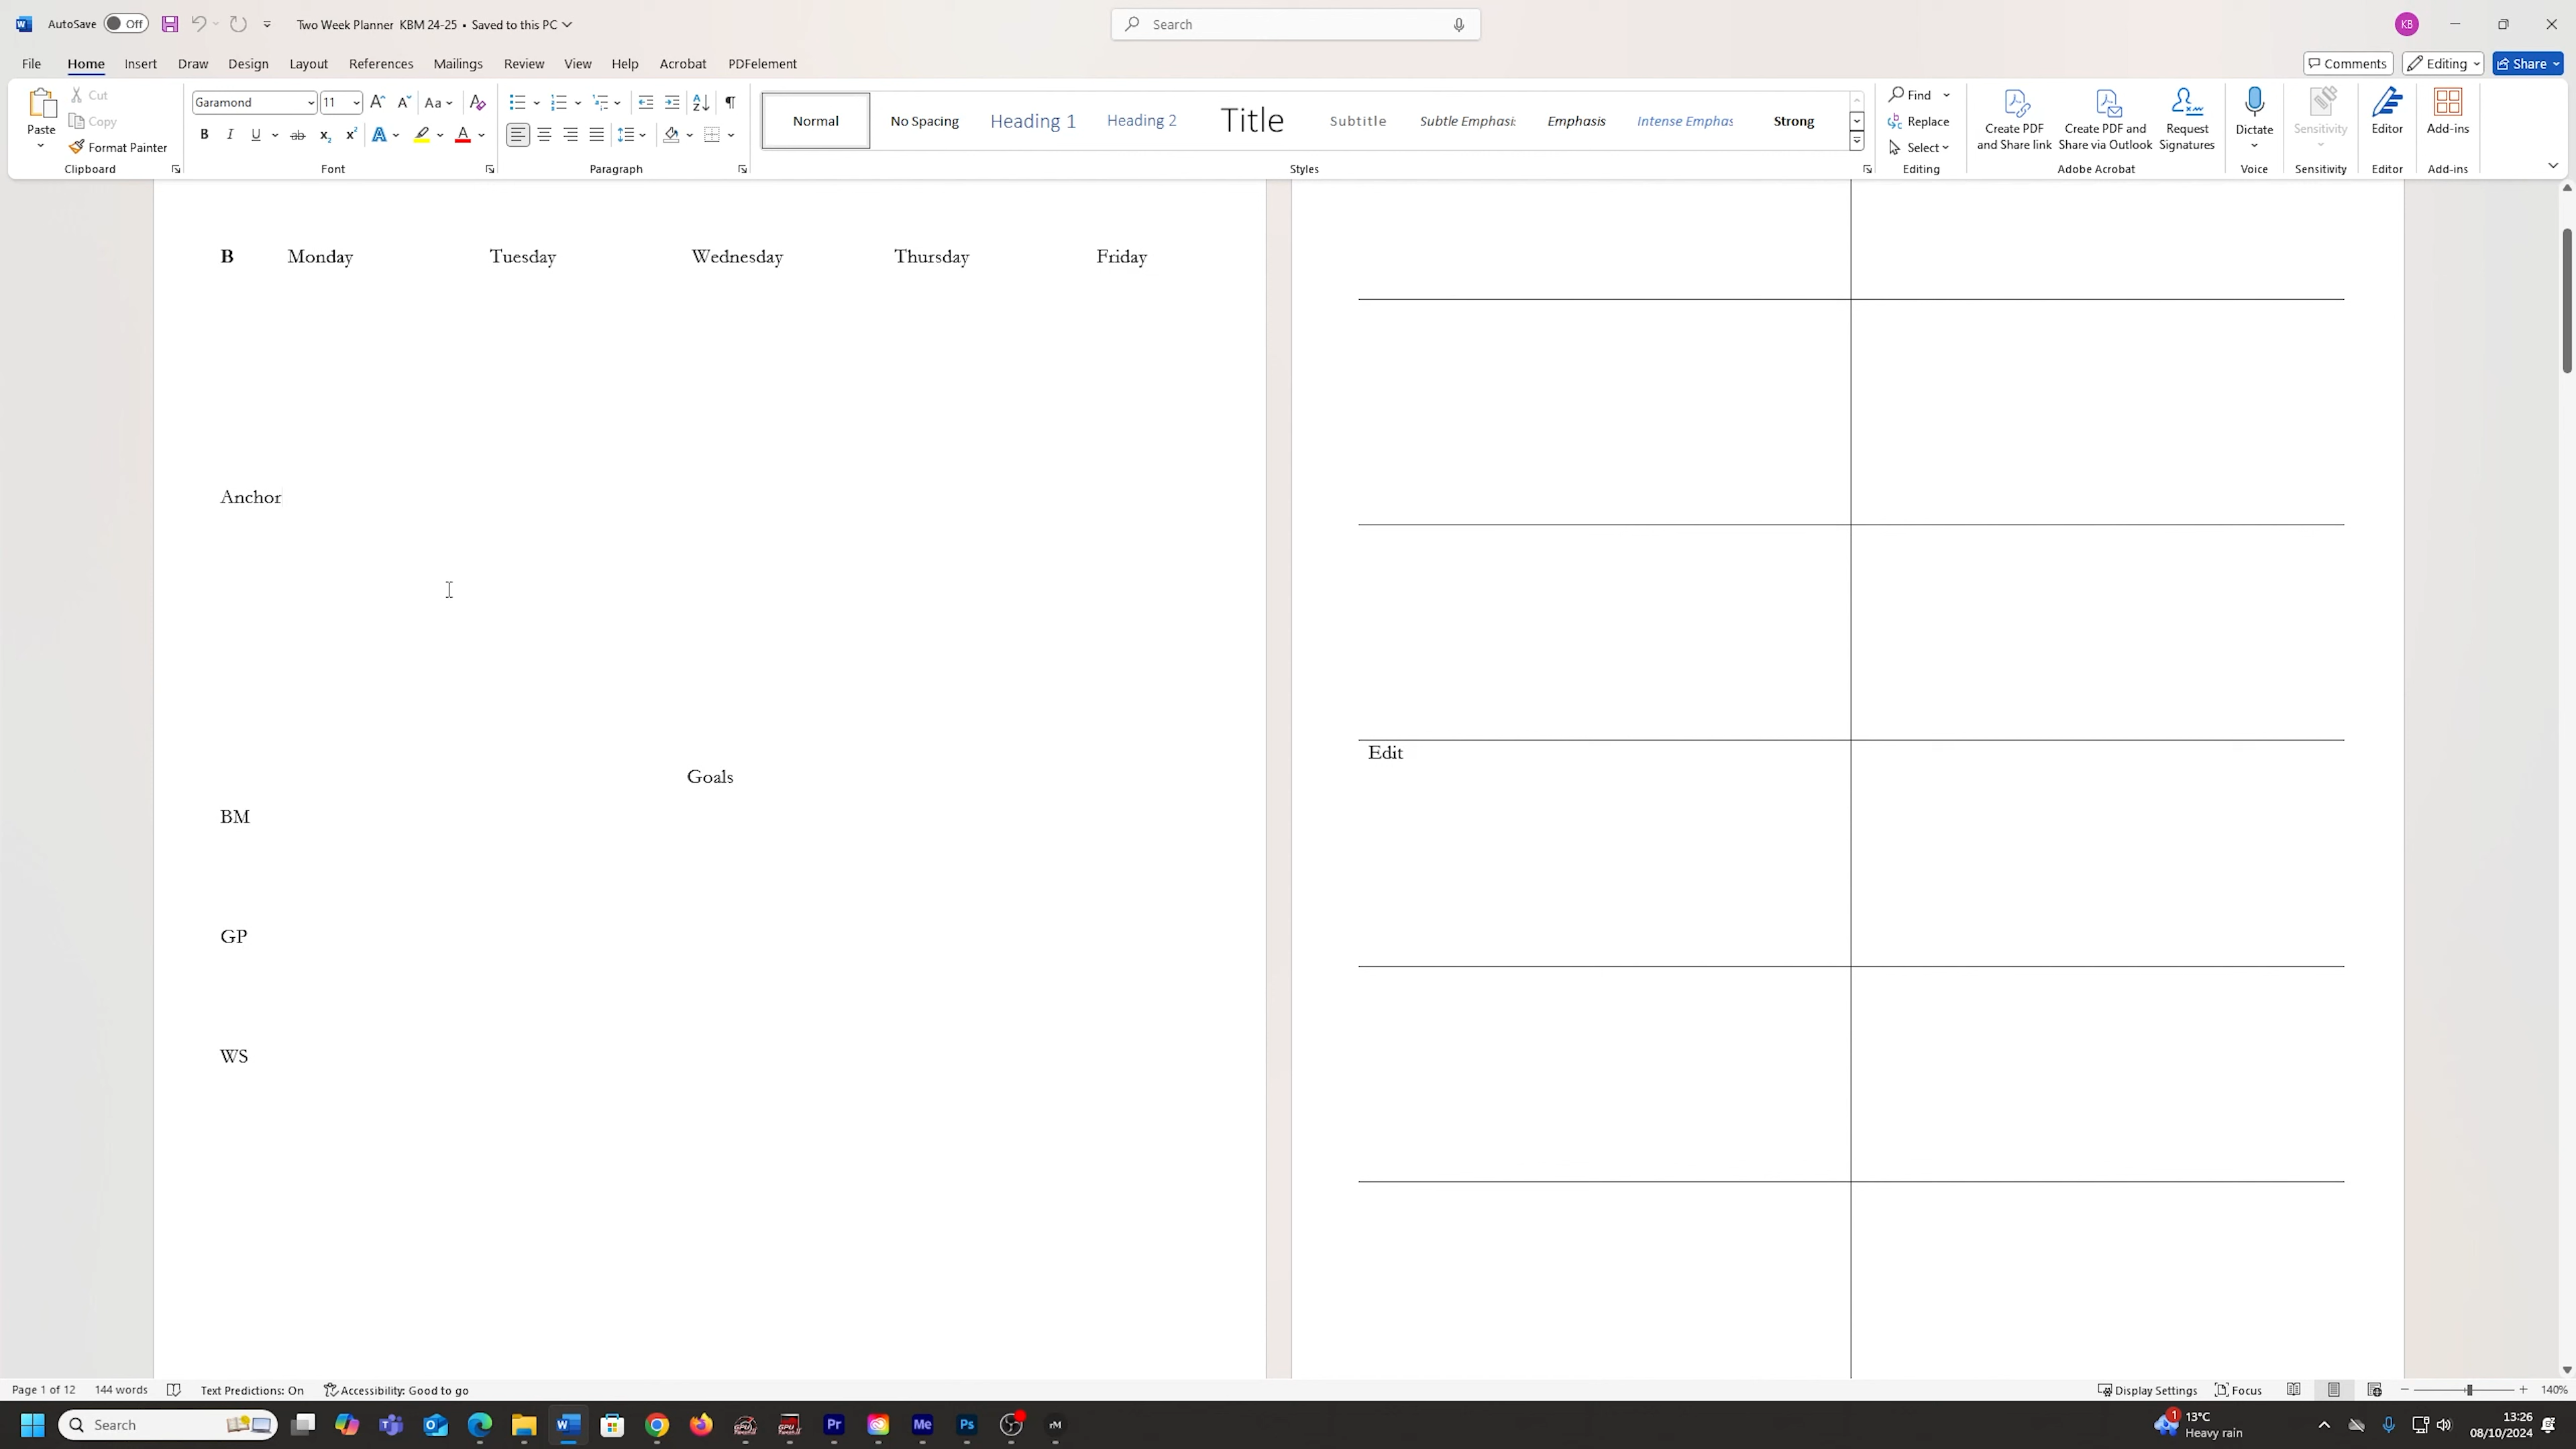 AutoSave Off Two Week Planner KBM 24-25 • Saved to this PC Search KB
File Home Insert Draw Design Layout References Mailings Review View Help Acrobat PDFelement Comments Editing Share
Paste
Cut
Copy
Format Painter
Clipboard
Garamond 11
Font
Paragraph
Normal No Spacing Heading 1 Heading 2 Title Subtitle Subtle Emphasis Emphasis Intense Emphas Strong
Styles
Find
Replace
Select
Editing
Create PDF and Share link
Create PDF and Share via Outlook
Request Signatures
Adobe Acrobat
Dictate
Voice
Sensitivity
Sensitivity
Editor
Editor
Add-ins
Add-ins
B Monday Tuesday Wednesday Thursday Friday
Anchor
Goals
BM
GP
WS
Edit
Page 1 of 12 144 words Text Predictions: On Accessibility: Good to go Display Settings Focus 140%
Search
Pr Me Ps rM
1
13°C
Heavy rain
13:26
08/10/2024